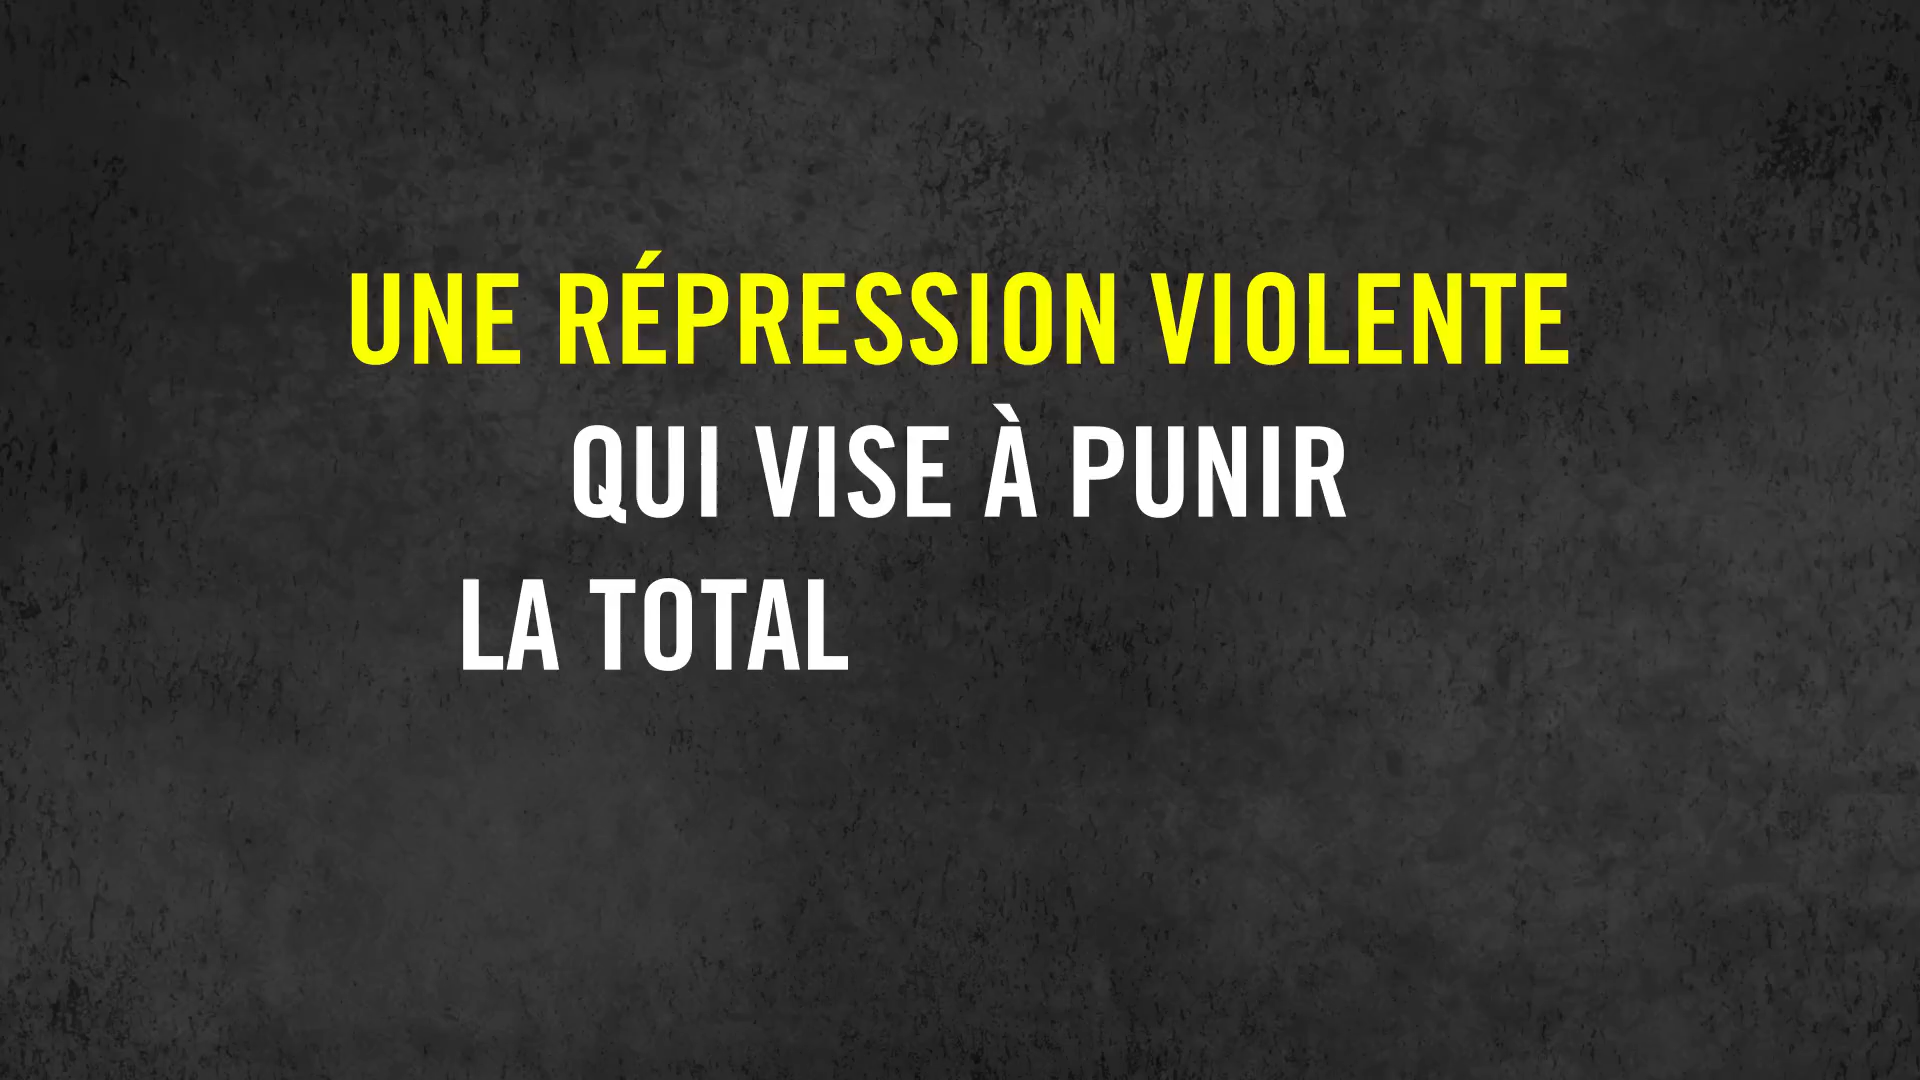 UNE RÉPRESSION VIOLENTE
QUI VISE À PUNIR
LA TOTAL